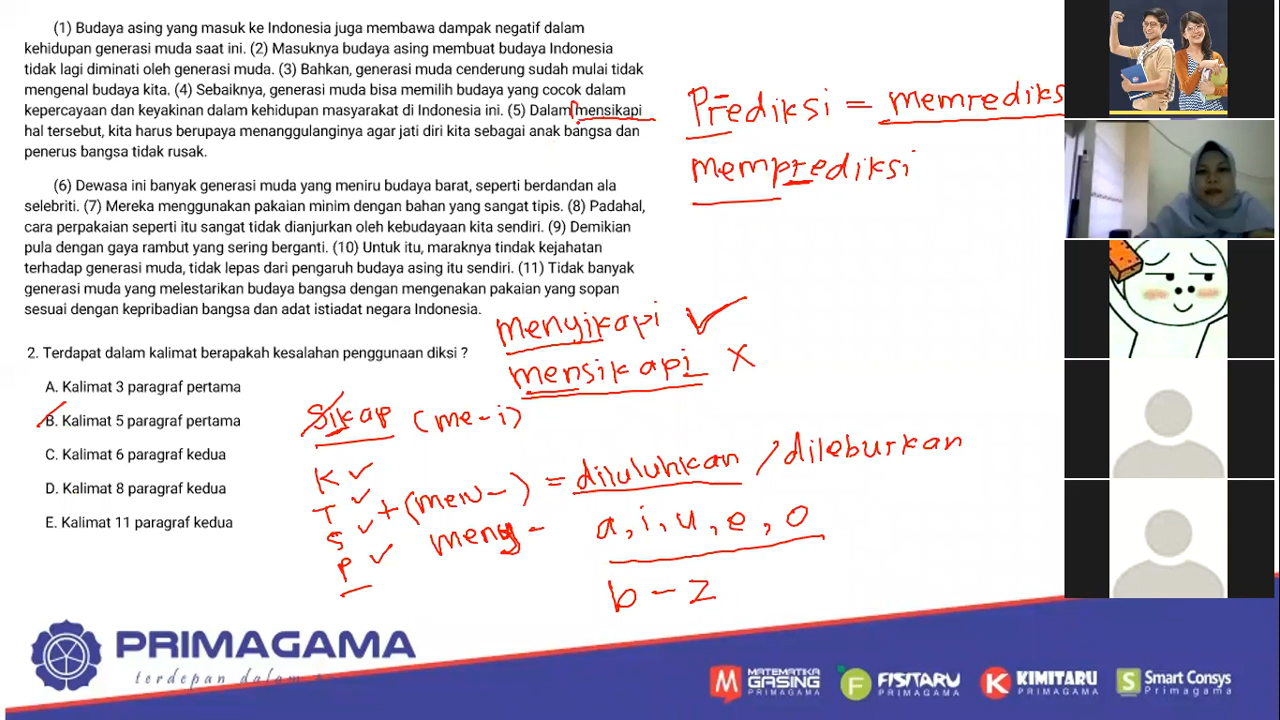 (1) Budaya asing yang masuk ke Indonesia juga membawa dampak negatif dalam
kehidupan generasi muda saat ini. (2) Masuknya budaya asing membuat budaya Indonesia
tidak lagi diminati oleh generasi muda. (3) Bahkan, generasi muda cenderung sudah mulai tidak
mengenal budaya kita. (4) Sebaiknya, generasi muda bisa memilih budaya yang cocok dalam
kepercayaan dan keyakinan dalam kehidupan masyarakat di Indonesia ini. (5) Dalam mensikapi
hal tersebut, kita harus berupaya menanggulanginya agar jati diri kita sebagai anak bangsa dan
penerus bangsa tidak rusak.
(6) Dewasa ini banyak generasi muda yang meniru budaya barat, seperti berdandan ala
selebriti. (7) Mereka menggunakan pakaian minim dengan bahan yang sangat tipis. (8) Padahal,
cara perpakaian seperti itu sangat tidak dianjurkan oleh kebudayaan kita sendiri. (9) Demikian
pula dengan gaya rambut yang sering berganti. (10) Untuk itu, maraknya tindak kejahatan
terhadap generasi muda, tidak lepas dari pengaruh budaya asing itu sendiri. (11) Tidak banyak
generasi muda yang melestarikan budaya bangsa dengan mengenakan pakaian yang sopan
sesuai dengan kepribadian bangsa dan adat istiadat negara Indonesia.
Prediksi = memrediks
memprediksi
menyikapi ✓
mensikapi X
2. Terdapat dalam kalimat berapakah kesalahan penggunaan diksi ?
A. Kalimat 3 paragraf pertama
B. Kalimat 5 paragraf pertama
C. Kalimat 6 paragraf kedua
D. Kalimat 8 paragraf kedua
E. Kalimat 11 paragraf kedua
Sikap (me-i)
K ✓
T ✓
S ✓
P ✓
+ (men-) = diluluhkan / dileburkan
meny-
a, i, u, e, o
b - z
PRIMAGAMA
terdepan dalam
MATEMATIKA
GASING
PRIMAGAMA
FISITARU
PRIMAGAMA
KIMITARU
PRIMAGAMA
Smart Consys
Primagama